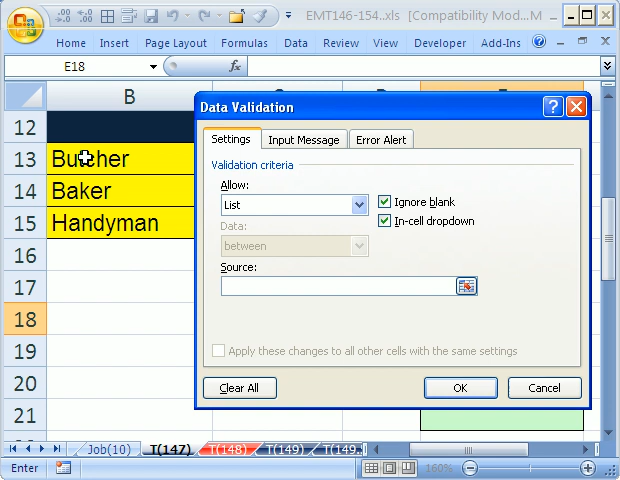 EMT146-154..xls [Compatibility Mod...M
Home Insert Page Layout Formulas Data View Developer Add-Ins
E18 fx
B
Data Validation
12
Settings Input Message Error Alert
13 Butcher
Validation criteria
Allow:
14 Baker
List Ignore blank
15 Handyman
Data: In-cell dropdown
between
16
Source:
17
18
19
Apply these changes to all other cells with the same settings
20
Clear All OK Cancel
21
Job(10) T(147) T(148) T(149) T(149..
Enter 160%